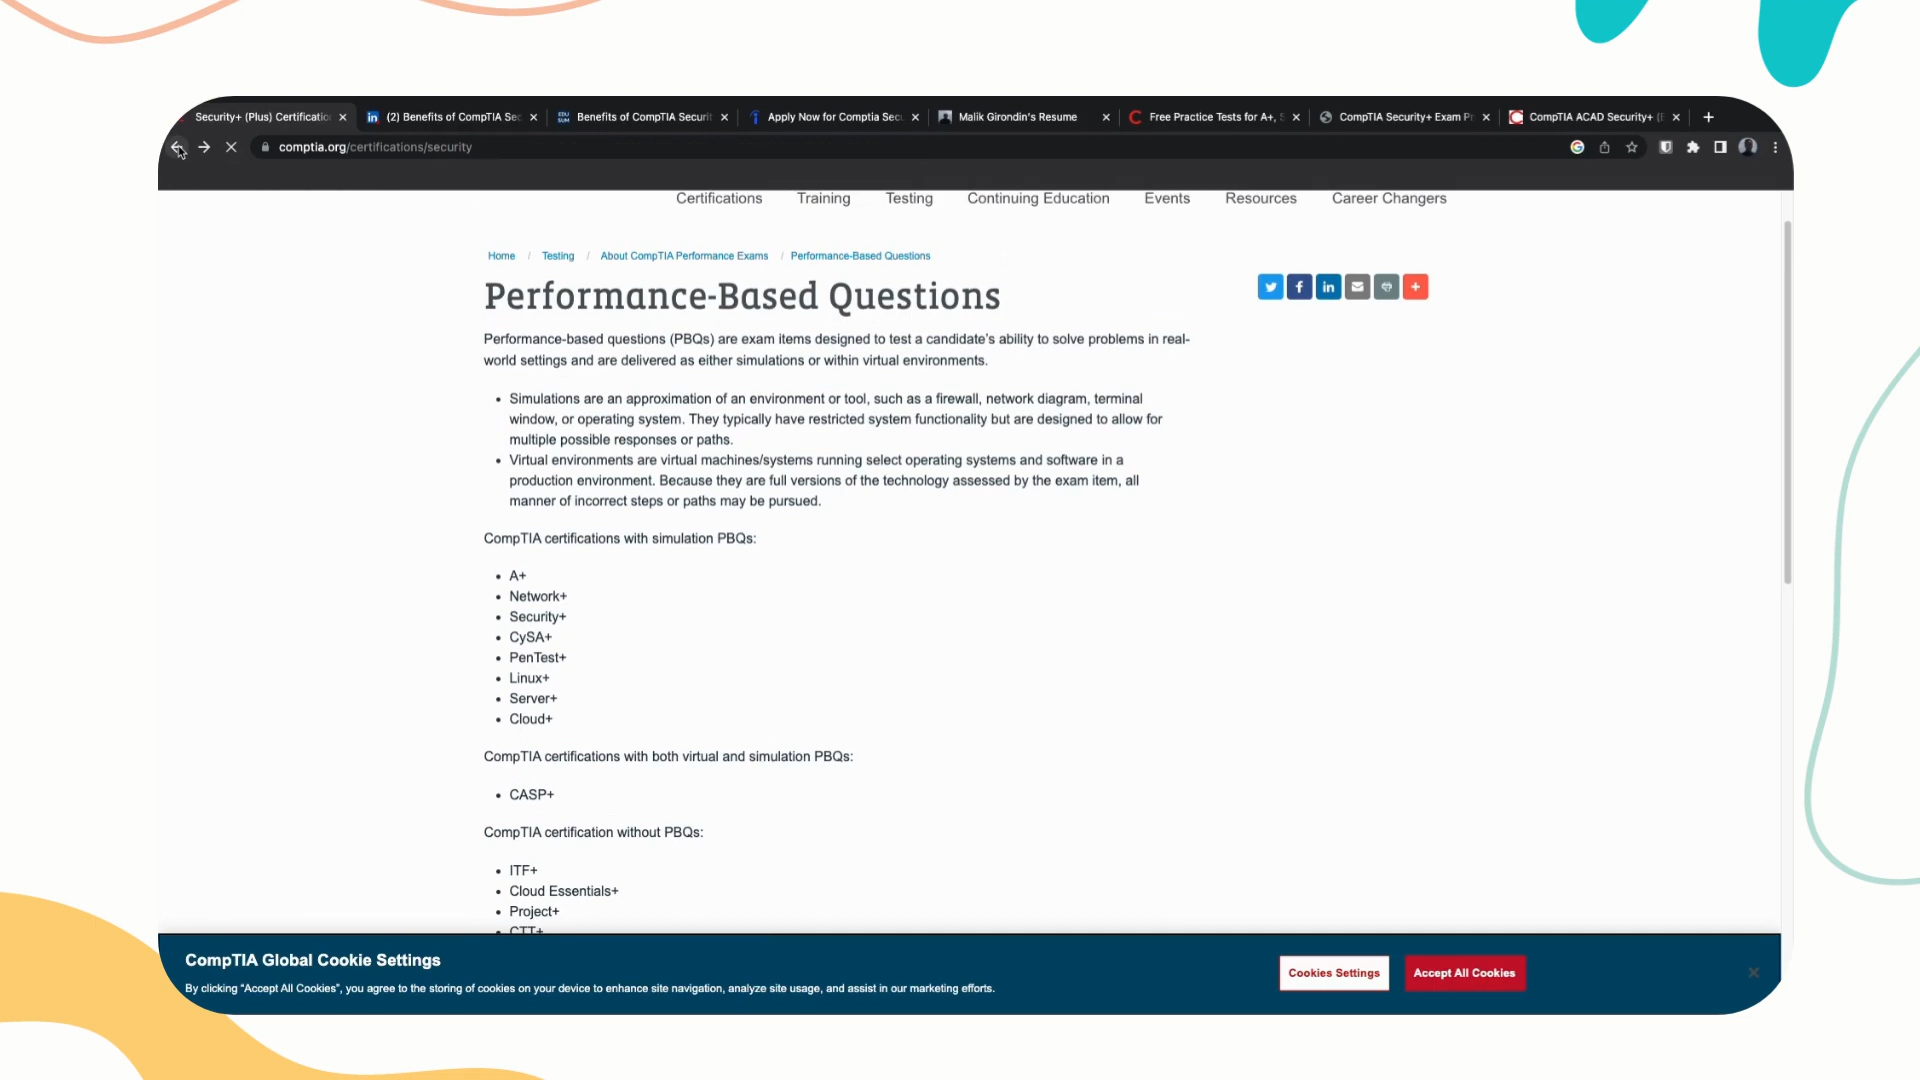 Security+ (Plus) Certificatio
(2) Benefits of CompTIA Sec
Benefits of CompTIA Securit
Apply Now for Comptia Secu
Malik Girondin's Resume
Free Practice Tests for A+, S
CompTIA Security+ Exam Pr
CompTIA ACAD Security+ (E
comptia.org/certifications/security
Certifications Training Testing Continuing Education Events Resources Career Changers
Home / Testing / About CompTIA Performance Exams / Performance-Based Questions
Performance-Based Questions
Performance-based questions (PBQs) are exam items designed to test a candidate's ability to solve problems in real-
world settings and are delivered as either simulations or within virtual environments.
• Simulations are an approximation of an environment or tool, such as a firewall, network diagram, terminal
window, or operating system. They typically have restricted system functionality but are designed to allow for
multiple possible responses or paths.
• Virtual environments are virtual machines/systems running select operating systems and software in a
production environment. Because they are full versions of the technology assessed by the exam item, all
manner of incorrect steps or paths may be pursued.
CompTIA certifications with simulation PBQs:
• A+
• Network+
• Security+
• CySA+
• PenTest+
• Linux+
• Server+
• Cloud+
CompTIA certifications with both virtual and simulation PBQs:
• CASP+
CompTIA certification without PBQs:
• ITF+
• Cloud Essentials+
• Project+
• CTT+
CompTIA Global Cookie Settings
By clicking “Accept All Cookies”, you agree to the storing of cookies on your device to enhance site navigation, analyze site usage, and assist in our marketing efforts.
Cookies Settings
Accept All Cookies